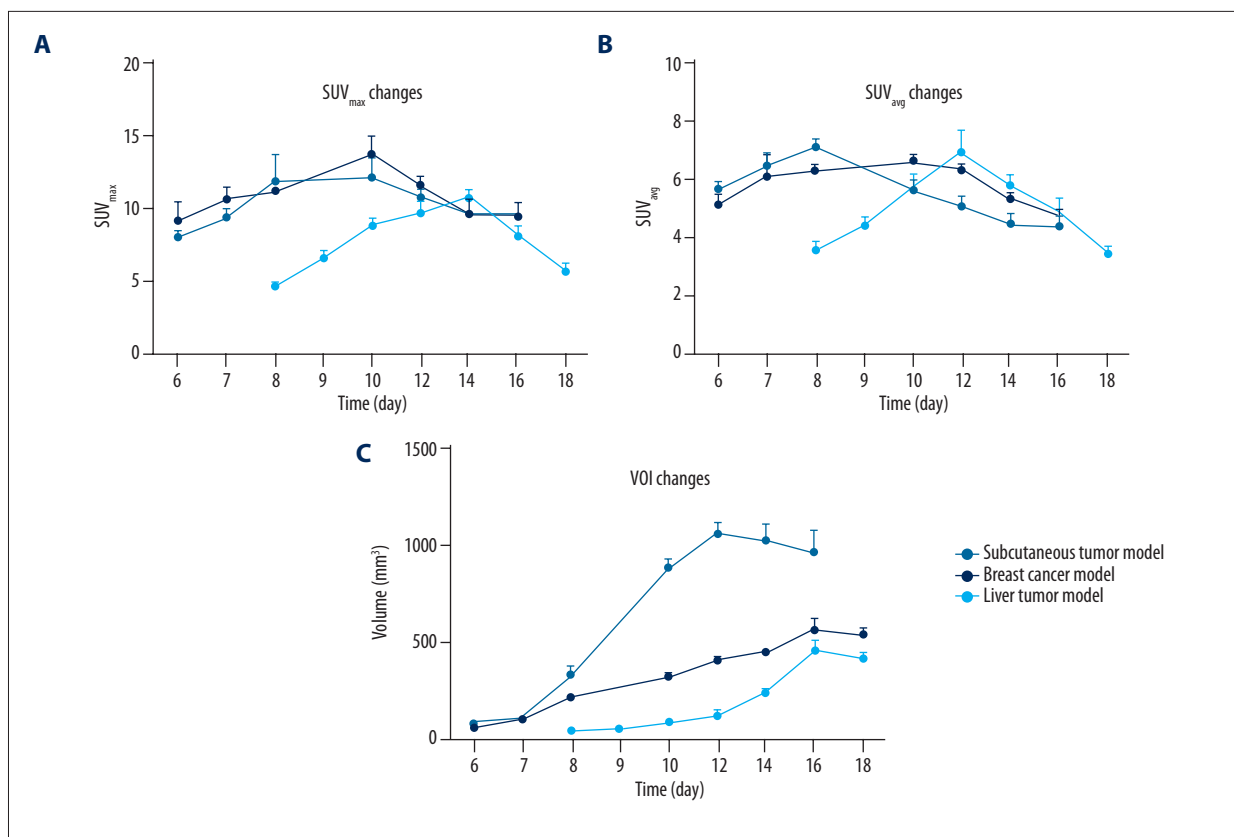 A
SUVmax changes
20
15
10
5
0
SUVmax
6 7 8 9 10 12 14 16 18
Time (day)
B
SUVavg changes
10
8
6
4
2
0
SUVavg
6 7 8 9 10 12 14 16 18
Time (day)
C
VOI changes
1500
1000
500
0
Volume (mm³)
6 7 8 9 10 12 14 16 18
Time (day)
Subcutaneous tumor model
Breast cancer model
Liver tumor model